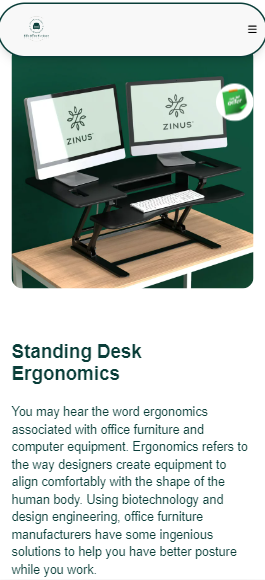 ZINUS
ZINUS
Standing Desk
Ergonomics
You may hear the word ergonomics
associated with office furniture and
computer equipment. Ergonomics refers to
the way designers create equipment to
align comfortably with the shape of the
human body. Using biotechnology and
design engineering, office furniture
manufacturers have some ingenious
solutions to help you have better posture
while you work.